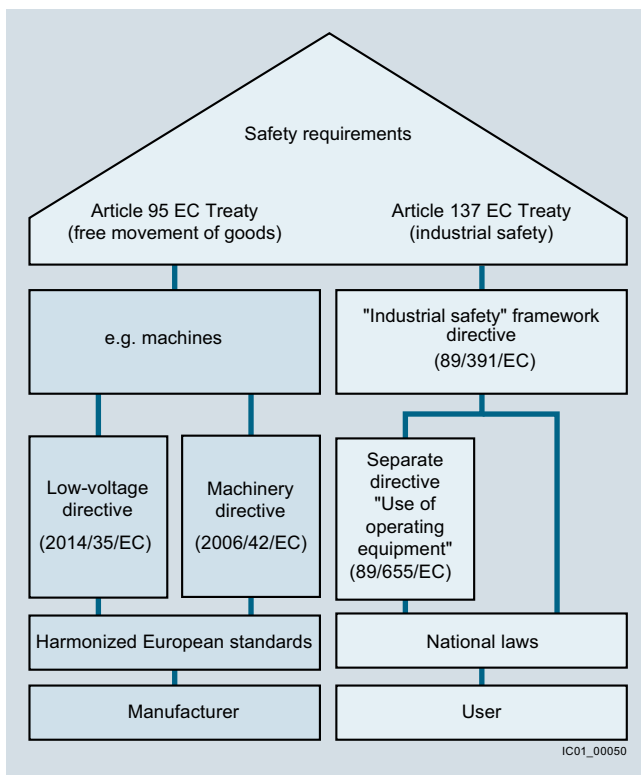 Safety requirements
Article 95 EC Treaty
(free movement of goods)
Article 137 EC Treaty
(industrial safety)
e.g. machines
"Industrial safety" framework
directive
(89/391/EC)
Low-voltage
directive
(2014/35/EC)
Machinery
directive
(2006/42/EC)
Separate
directive
"Use of
operating
equipment"
(89/655/EC)
Harmonized European standards
National laws
Manufacturer
User
IC01_00050